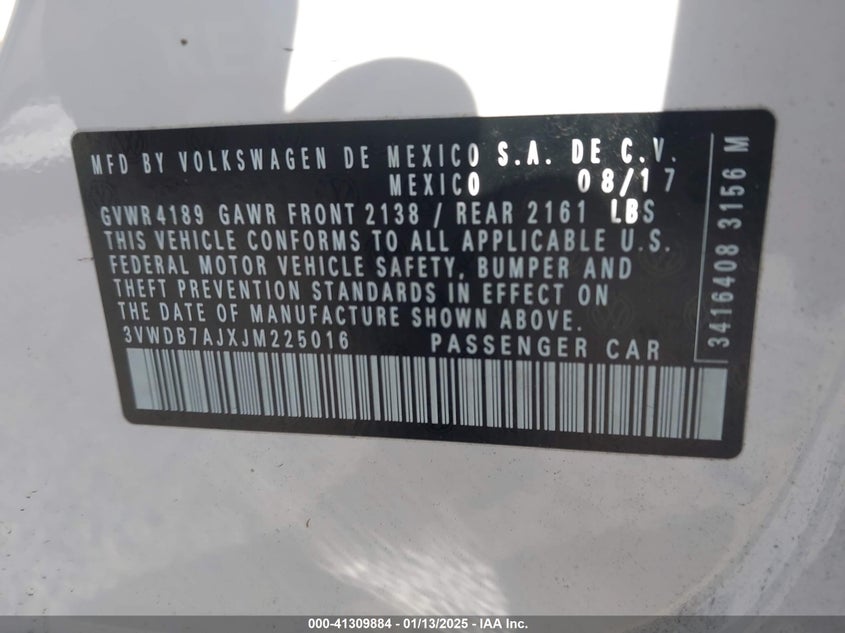 MFD BY VOLKSWAGEN DE MEXICO S.A. DE C.V.
MEXICO 08/17
GVWR 4189 GAWR FRONT 2138 / REAR 2161 LBS
THIS VEHICLE CONFORMS TO ALL APPLICABLE U.S.
FEDERAL MOTOR VEHICLE SAFETY, BUMPER AND
THEFT PREVENTION STANDARDS IN EFFECT ON
THE DATE OF MANUFACTURE SHOWN ABOVE.
3VWDB7AJXJM225016 PASSENGER CAR
3416408 3156 M
000-41309884 - 01/13/2025 - IAA Inc.